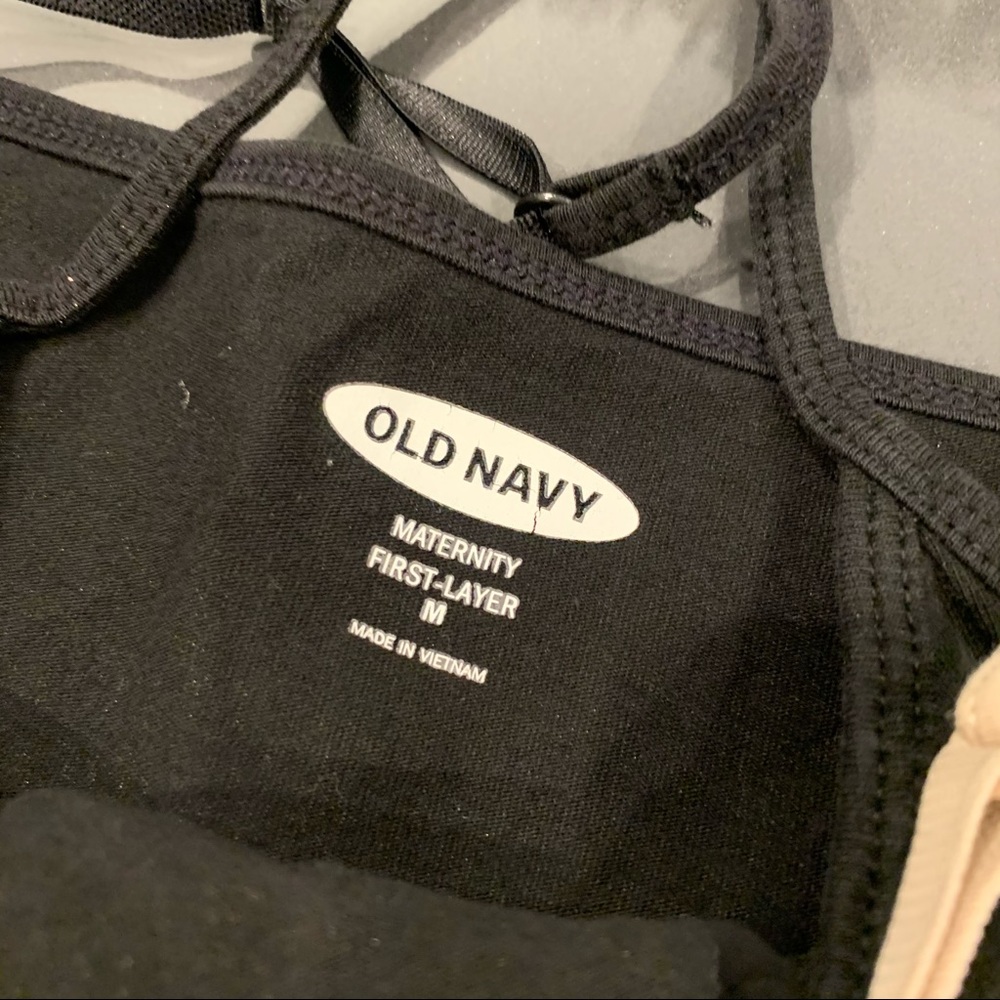 OLD NAVY
MATERNITY
FIRST-LAYER
M
MADE IN VIETNAM